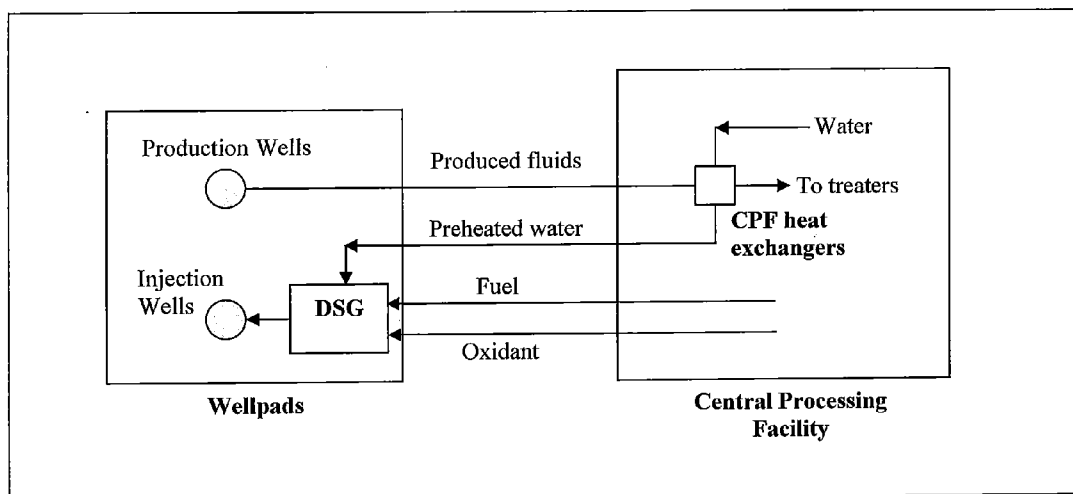 Production Wells
Produced fluids
Water
To treaters
CPF heat
exchangers
Preheated water
Injection
Wells
DSG
Fuel
Oxidant
Wellpads
Central Processing
Facility